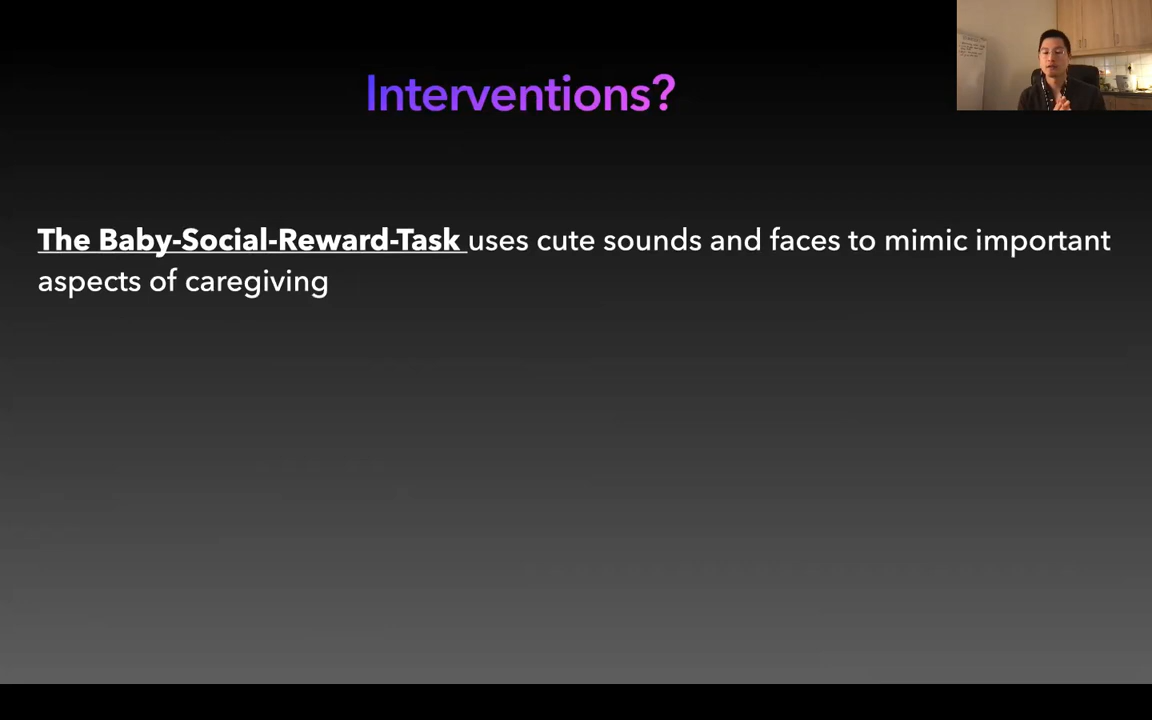 Interventions?
The Baby-Social-Reward-Task uses cute sounds and faces to mimic important
aspects of caregiving